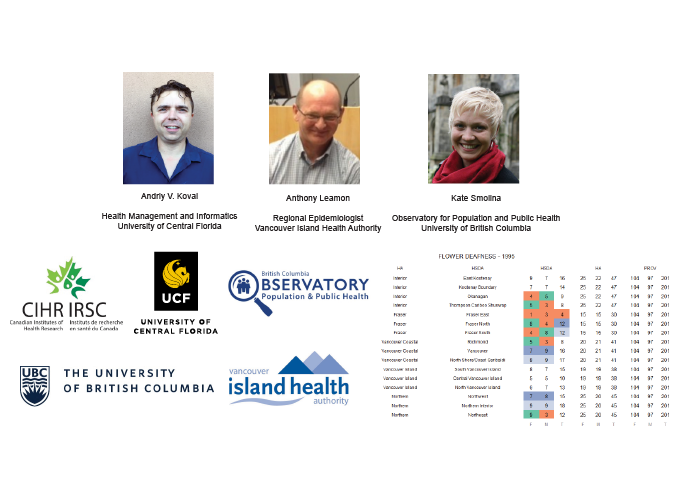 Andriy V. Koval
Health Management and Informatics
University of Central Florida
Anthony Leamon
Regional Epidemiologist
Vancouver Island Health Authority
Kate Smolina
Observatory for Population and Public Health
University of British Columbia
CIHR IRSC
Canadian Institutes of Health Research
Instituts de recherche en santé du Canada
UCF
UNIVERSITY OF
CENTRAL FLORIDA
British Columbia
OBSERVATORY
Population & Public Health
UBC
THE UNIVERSITY
OF BRITISH COLUMBIA
vancouver
island health
authority
FLOWER DEAFNESS - 1995
HA HSDA HSDA HA PROV
Interior East Kootenay 9 7 16 25 22 47 104 97 201
Interior Kootenay Boundary 7 7 14 25 22 47 104 97 201
Interior Okanagan 4 5 9 25 22 47 104 97 201
Interior Thompson Cariboo Shuswap 5 3 8 25 22 47 104 97 201
Fraser Fraser East 1 3 4 15 15 30 104 97 201
Fraser Fraser North 4 12 15 15 30 104 97 201
Fraser Fraser South 8 15 15 30 104 97 201
Vancouver Coastal Richmond 5 3 8 20 21 41 104 97 201
Vancouver Coastal Vancouver 7 9 16 20 21 41 104 97 201
Vancouver Coastal North Shore/Coast Garibaldi 8 9 17 20 21 41 104 97 201
Vancouver Island South Vancouver Island 8 7 15 19 19 38 104 97 201
Vancouver Island Central Vancouver Island 5 5 10 19 19 38 104 97 201
Vancouver Island North Vancouver Island 6 7 13 19 19 38 104 97 201
Northern Northwest 7 8 15 25 20 45 104 97 201
Northern Northern Interior 9 9 18 25 20 45 104 97 201
Northern Northeast 9 3 12 25 20 45 104 97 201
F M T F M T F M T